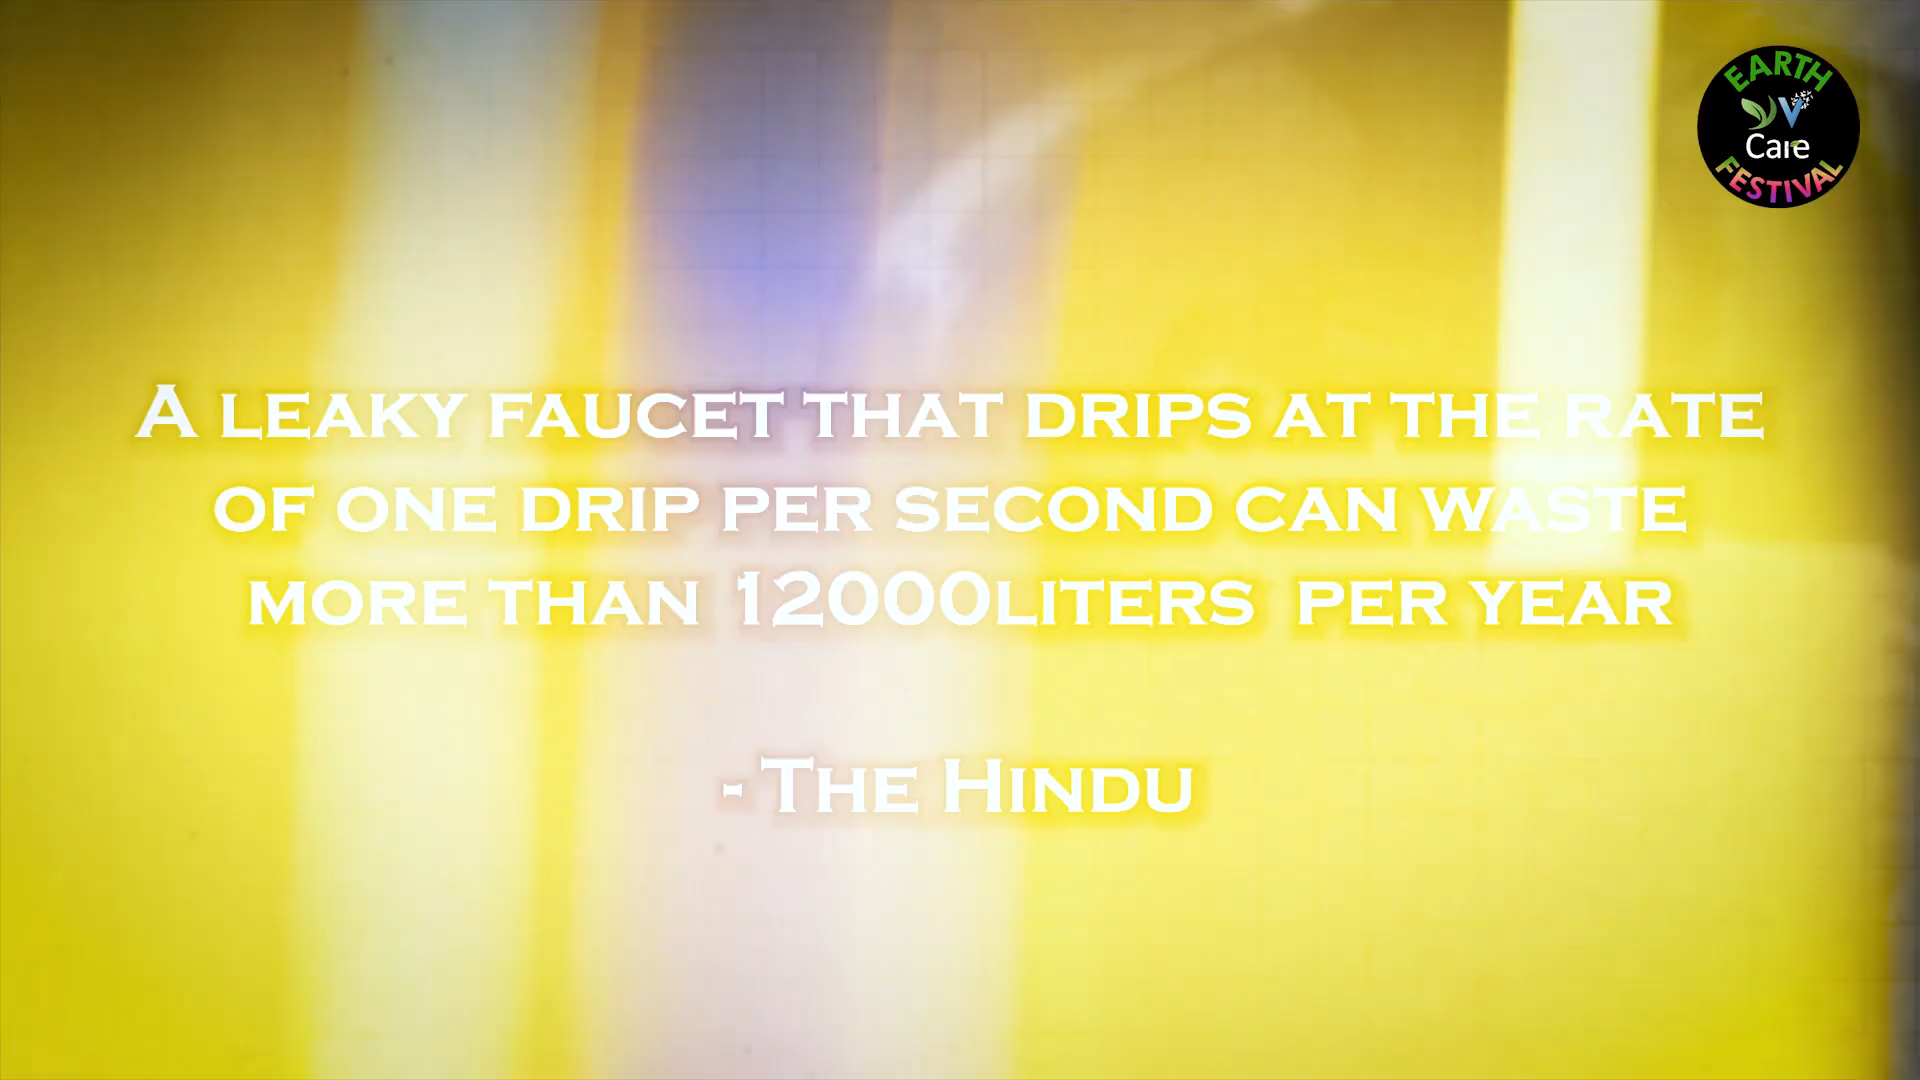 EARTH
V
Care
FESTIVAL
A LEAKY FAUCET THAT DRIPS AT THE RATE
OF ONE DRIP PER SECOND CAN WASTE
MORE THAN 12000LITERS PER YEAR
- THE HINDU